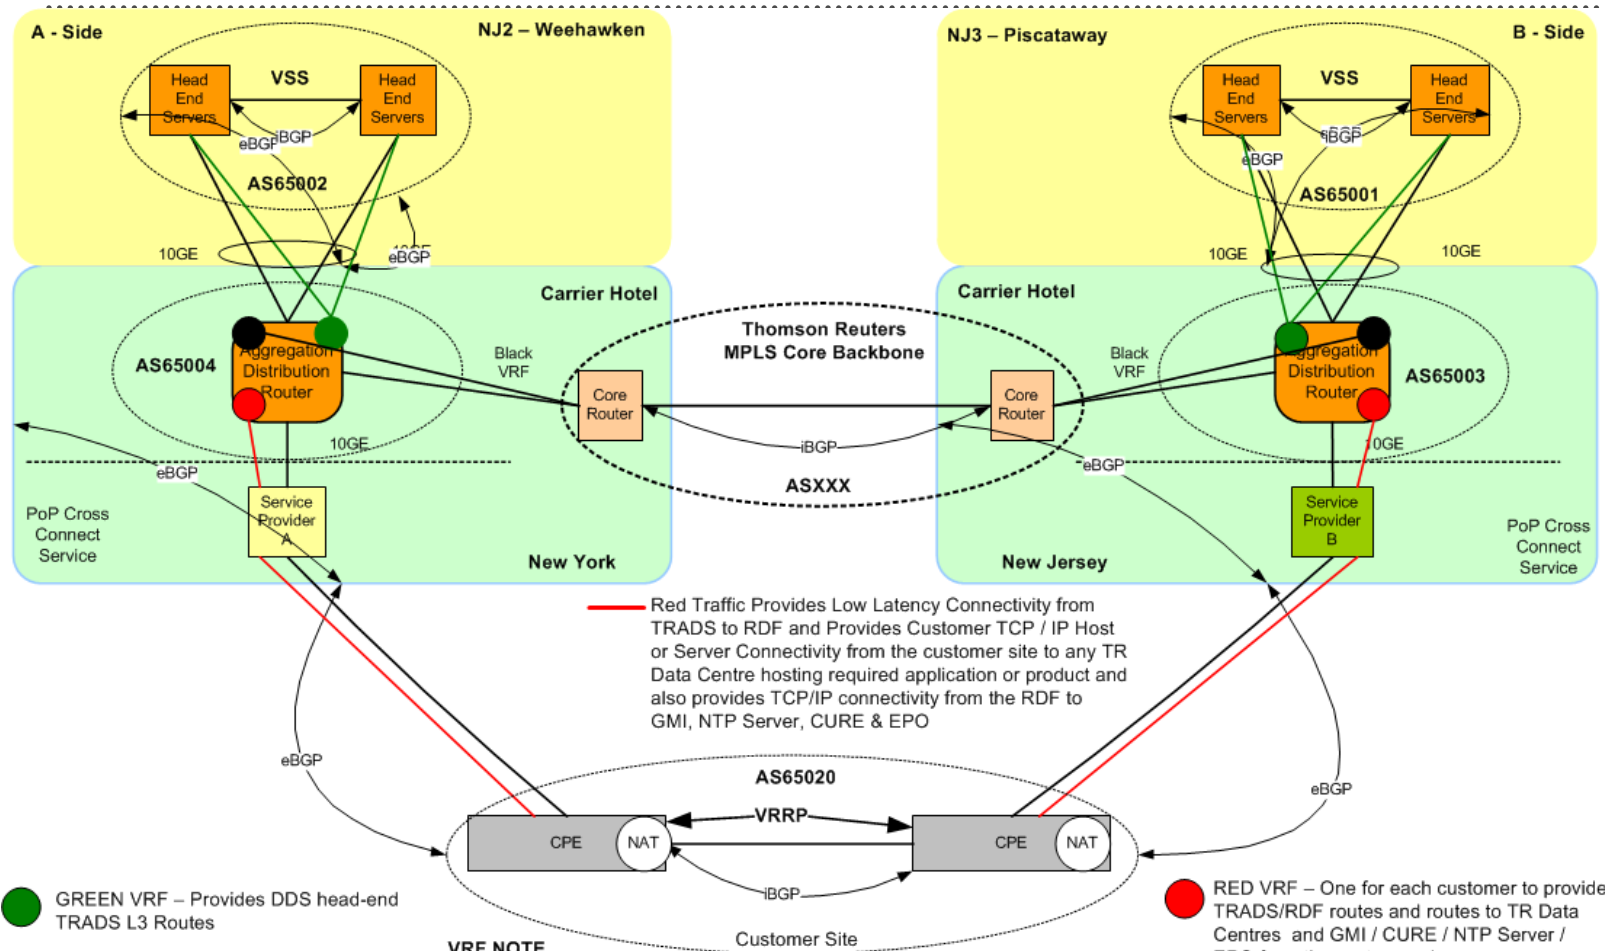 A - Side
NJ2 – Weehawken
NJ3 – Piscataway
B - Side
Head
End
Servers
VSS
Head
End
Servers
eBGP
iBGP
AS65002
10GE
eBGP
Head
End
Servers
VSS
Head
End
Servers
iBGP
eBGP
AS65001
10GE
10GE
Carrier Hotel
Carrier Hotel
AS65004
Aggregation
Distribution
Router
Black
VRF
Thomson Reuters
MPLS Core Backbone
Core
Router
Core
Router
iBGP
ASXXX
Black
VRF
Aggregation
Distribution
Router
AS65003
10GE
10GE
eBGP
eBGP
PoP Cross
Connect
Service
Service
Provider
A
New York
Service
Provider
B
New Jersey
PoP Cross
Connect
Service
Red Traffic Provides Low Latency Connectivity from
TRADS to RDF and Provides Customer TCP / IP Host
or Server Connectivity from the customer site to any TR
Data Centre hosting required application or product and
also provides TCP/IP connectivity from the RDF to
GMI, NTP Server, CURE & EPO
eBGP
eBGP
AS65020
VRRP
CPE
NAT
CPE
NAT
iBGP
Customer Site
GREEN VRF – Provides DDS head-end
TRADS L3 Routes
RED VRF – One for each customer to provide
TRADS/RDF routes and routes to TR Data
Centres and GMI / CURE / NTP Server /
VRF NOTE